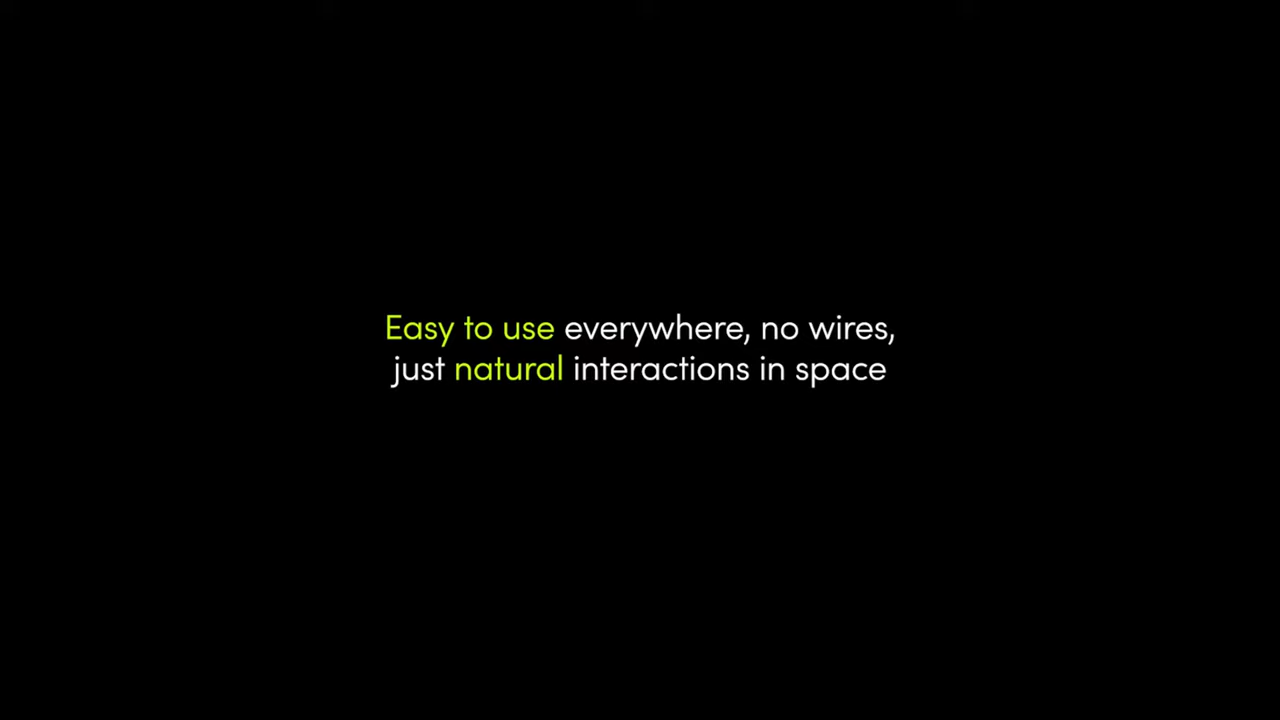 Easy to use everywhere, no wires,
just natural interactions in space